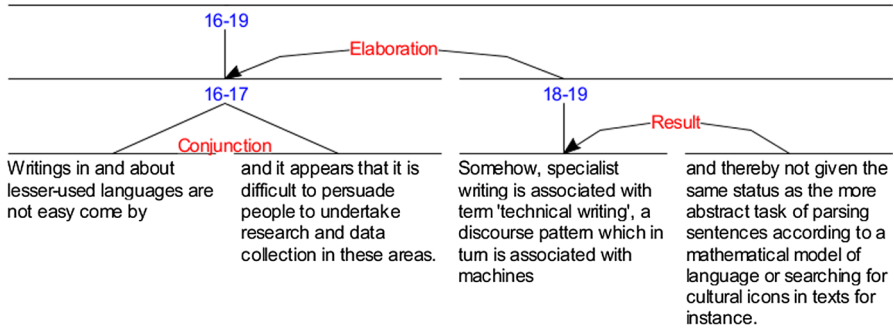 16-19
Elaboration
16-17
18-19
Conjunction
Result
Writings in and about
lesser-used languages are
not easy come by
and it appears that it is
difficult to persuade
people to undertake
research and data
collection in these areas.
Somehow, specialist
writing is associated with
term 'technical writing', a
discourse pattern which in
turn is associated with
machines
and thereby not given the
same status as the more
abstract task of parsing
sentences according to a
mathematical model of
language or searching for
cultural icons in texts for
instance.